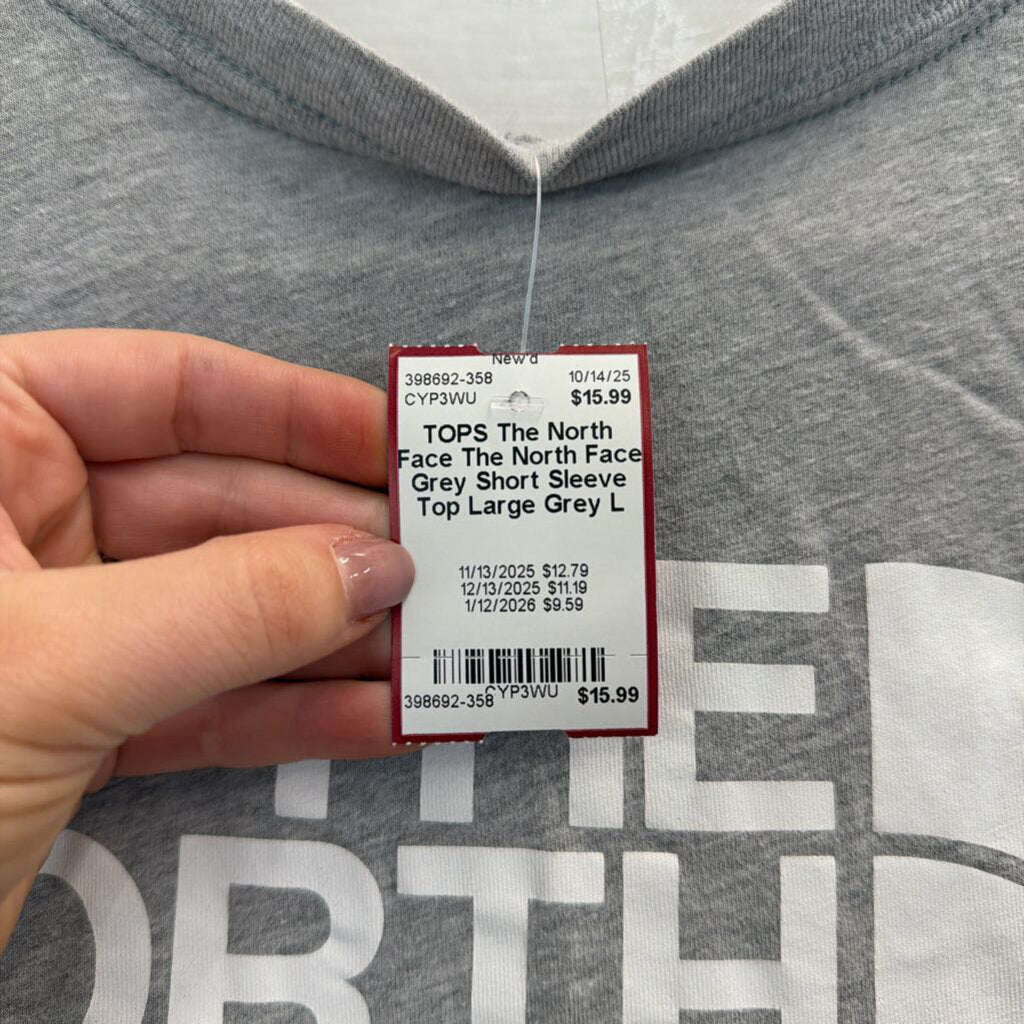 New'd
398692-358 10/14/25
CYP3WU $15.99
TOPS The North
Face The North Face
Grey Short Sleeve
Top Large Grey L
11/13/2025 $12.79
12/13/2025 $11.19
1/12/2026 $9.59
CYP3WU
398692-358 $15.99
THE
ORTH